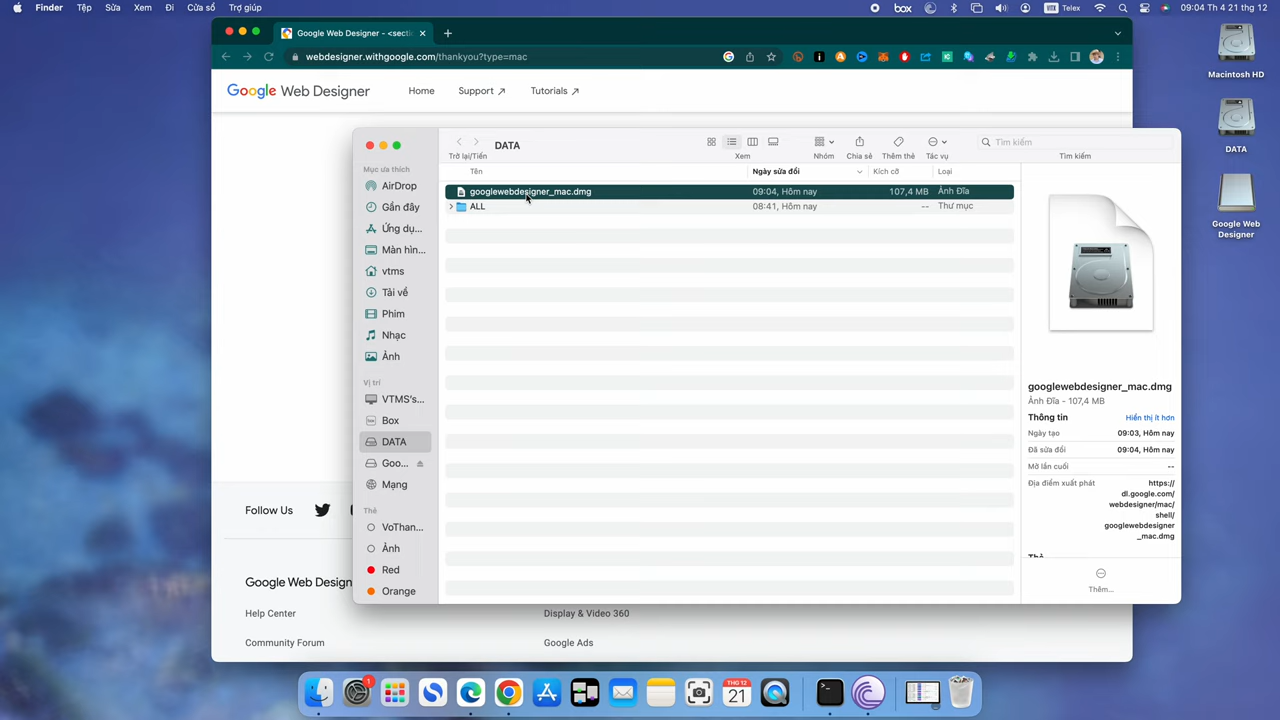 Finder Tệp Sửa Xem Đi Cửa sổ Trợ giúp
box VTX Telex 09:04 Th 4 21 thg 12
Google Web Designer - <secti
webdesigner.withgoogle.com/thankyou?type=mac
Google Web Designer Home Support Tutorials
Macintosh HD
DATA
Google Web
Designer
DATA
Trở lại/Tiến Xem Nhóm Chia sẻ Thêm thẻ Tác vụ Tìm kiếm
Tìm kiếm
Tên Ngày sửa đổi Kích cỡ Loại
googlewebdesigner_mac.dmg 09:04, Hôm nay 107,4 MB Ảnh Đĩa
ALL 08:41, Hôm nay -- Thư mục
Mục ưa thích
AirDrop
Gần đây
Ứng dụ...
Màn hìn...
vtms
Tải về
Phim
Nhạc
Ảnh
Vị trí
VTMS's...
Box
DATA
Goo...
Mạng
Thẻ
VoThan...
Ảnh
Red
Orange
googlewebdesigner_mac.dmg
Ảnh Đĩa - 107,4 MB
Thông tin Hiển thị ít hơn
Ngày tạo 09:03, Hôm nay
Đã sửa đổi 09:04, Hôm nay
Mở lần cuối --
Địa điểm xuất phát https://
dl.google.com/
webdesigner/mac/
shell/
googlewebdesigner
_mac.dmg
Thêm...
Follow Us
Google Web Design
Help Center
Display & Video 360
Community Forum
Google Ads
1
THG 12
21